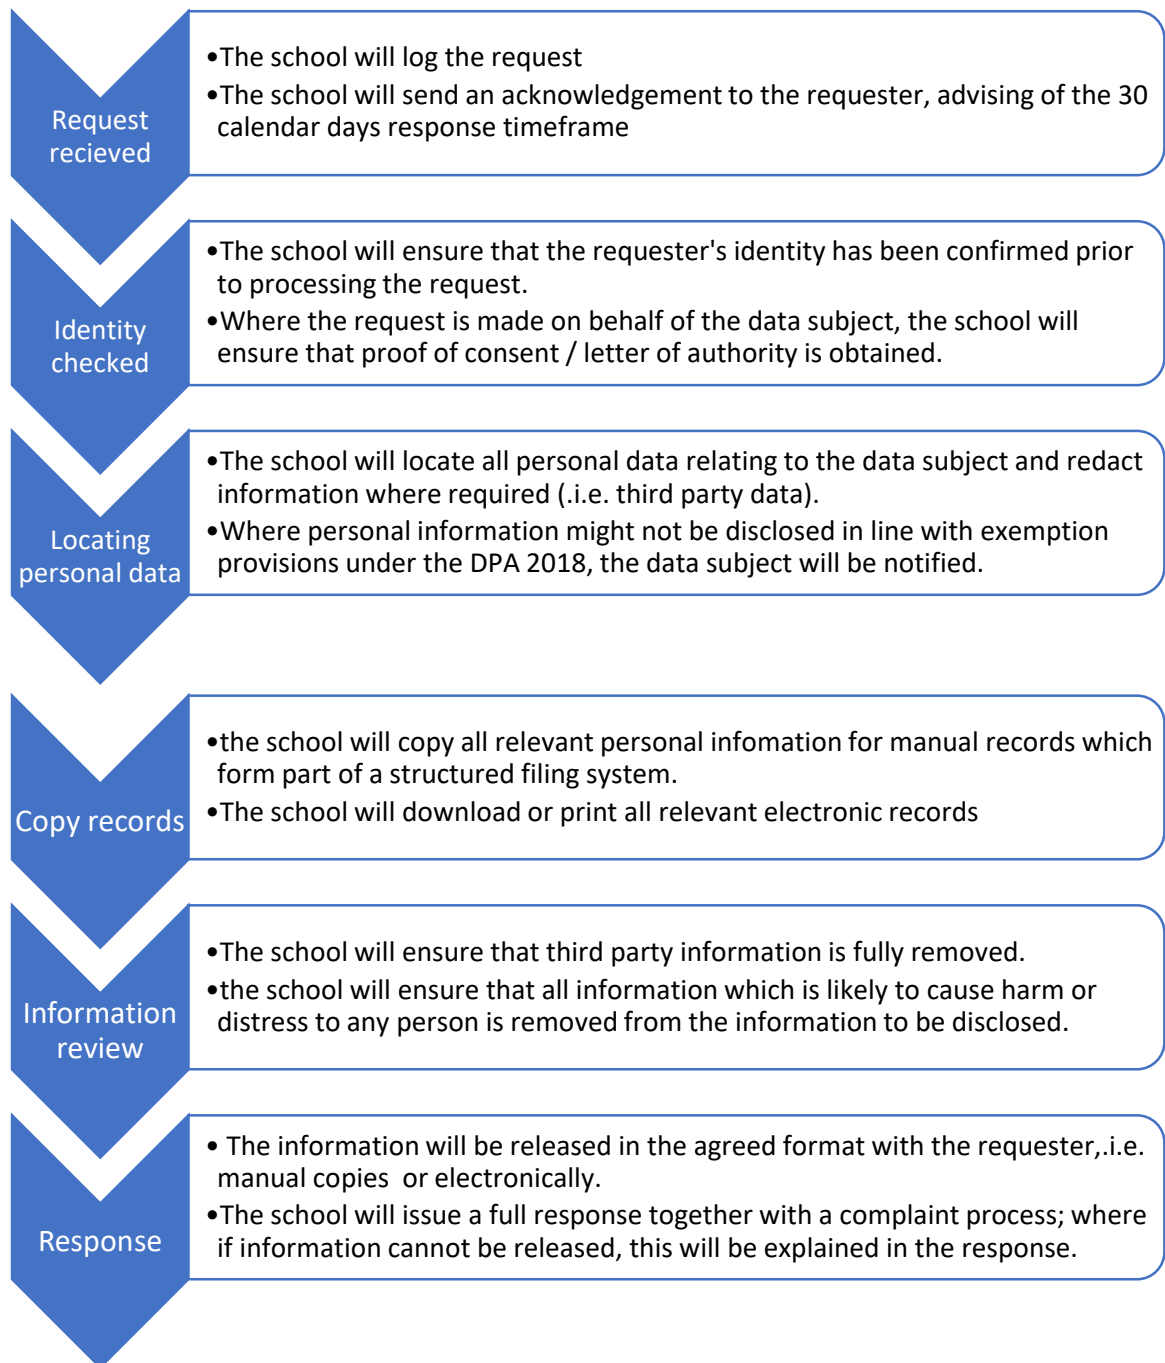 Request
recieved
•The school will log the request
•The school will send an acknowledgement to the requester, advising of the 30
calendar days response timeframe
Identity
checked
•The school will ensure that the requester's identity has been confirmed prior
to processing the request.
•Where the request is made on behalf of the data subject, the school will
ensure that proof of consent / letter of authority is obtained.
Locating
personal data
•The school will locate all personal data relating to the data subject and redact
information where required (.i.e. third party data).
•Where personal information might not be disclosed in line with exemption
provisions under the DPA 2018, the data subject will be notified.
Copy records
•the school will copy all relevant personal infomation for manual records which
form part of a structured filing system.
•The school will download or print all relevant electronic records
Information
review
•The school will ensure that third party information is fully removed.
•the school will ensure that all information which is likely to cause harm or
distress to any person is removed from the information to be disclosed.
Response
• The information will be released in the agreed format with the requester,.i.e.
manual copies  or electronically.
•The school will issue a full response together with a complaint process; where
if information cannot be released, this will be explained in the response.